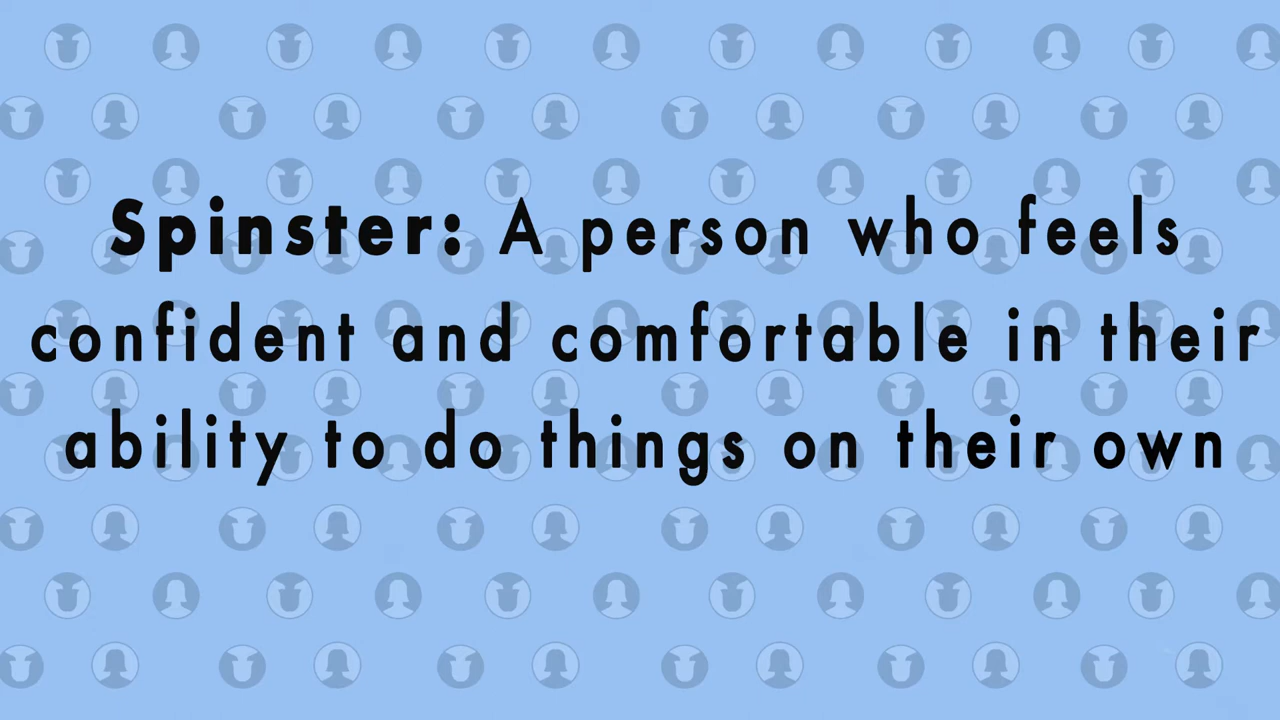 Spinster: A person who feels
confident and comfortable in their
ability to do things on their own